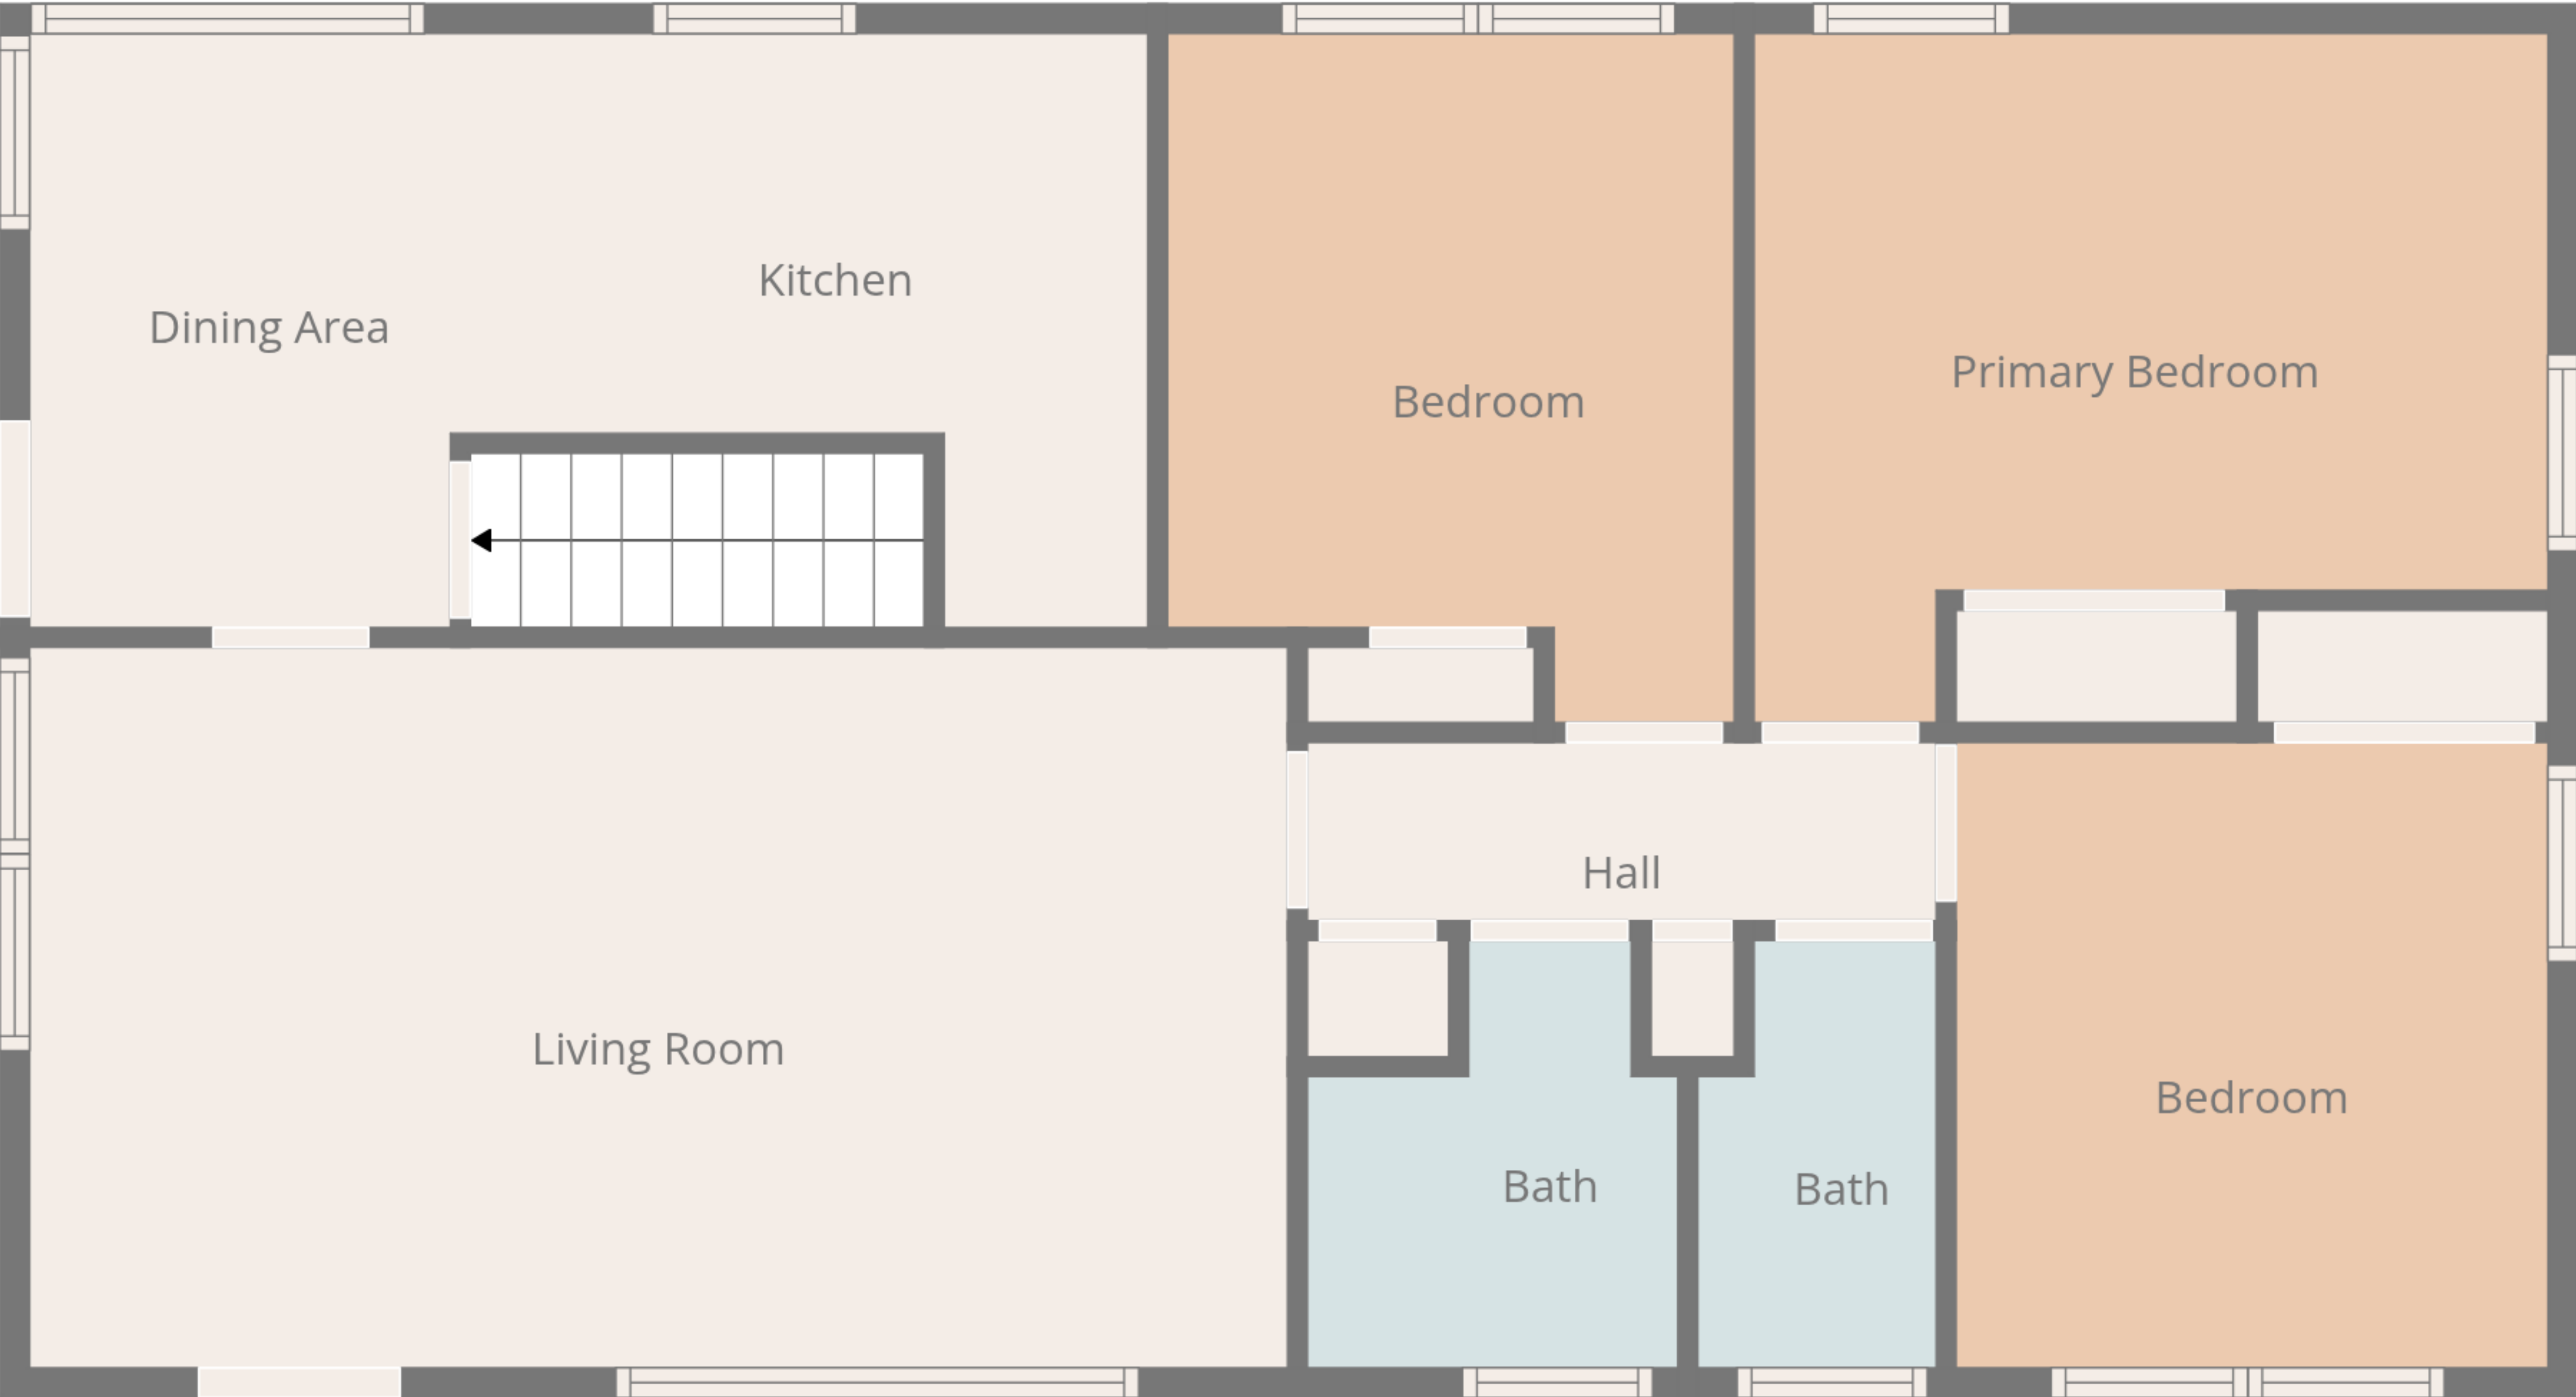 Kitchen
Dining Area
Primary Bedroom
Bedroom
Hall
Living Room
Bedroom
Bath
Bath